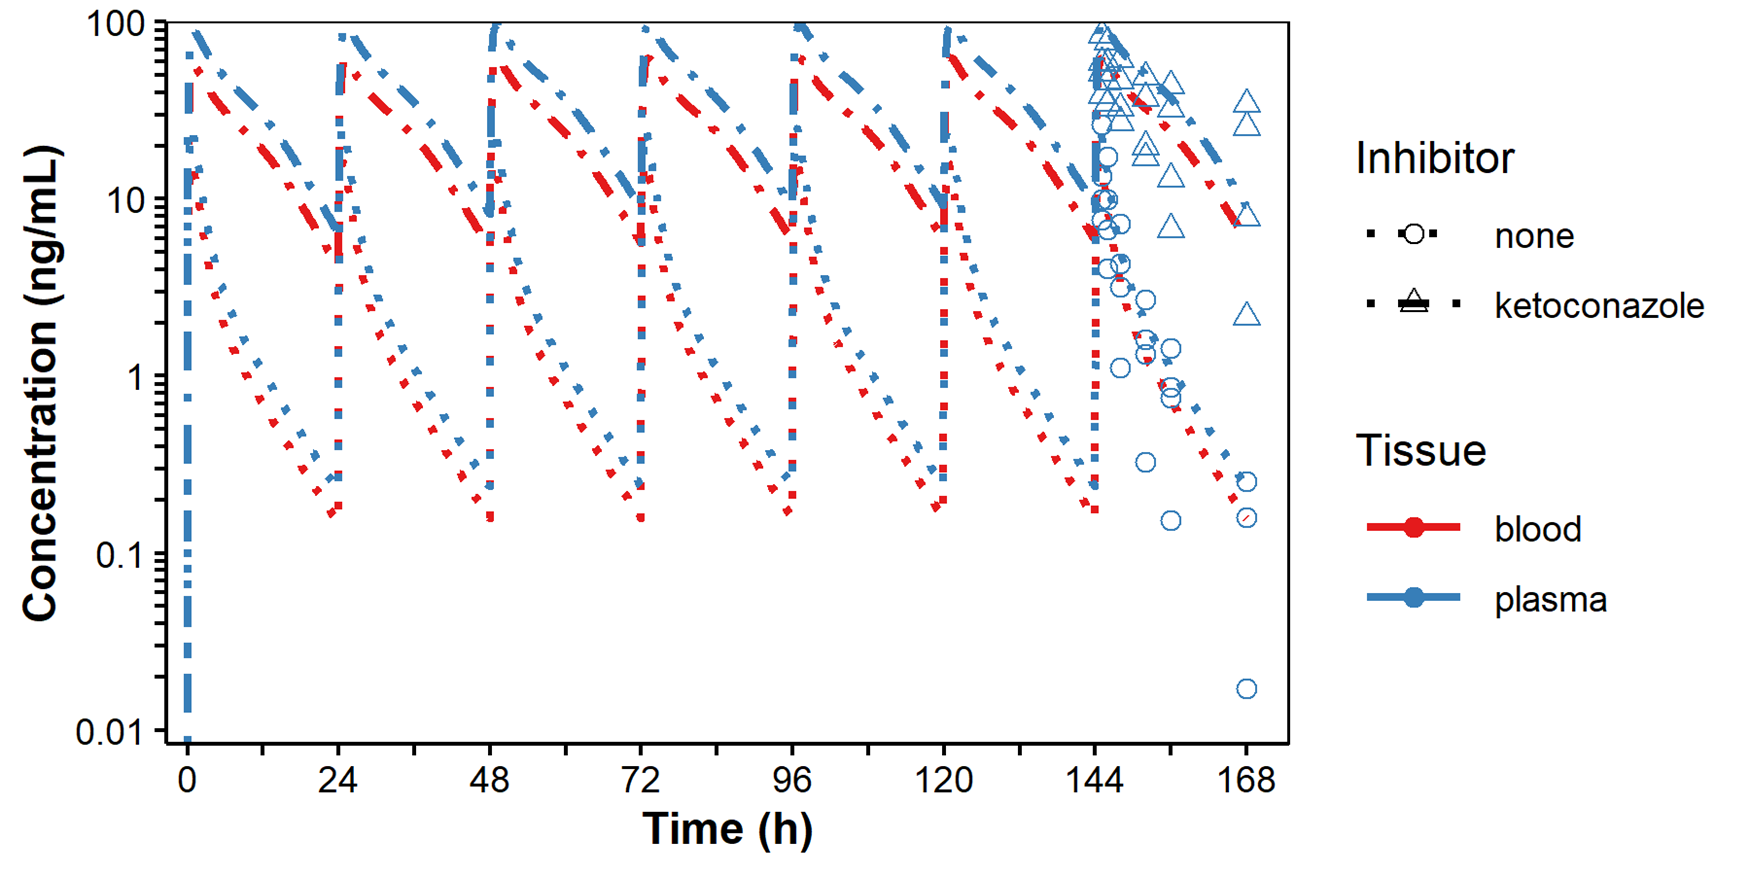 100
10
1
0.1
0.01
Concentration (ng/mL)
0 24 48 72 96 120 144 168
Time (h)
Inhibitor
none
ketoconazole
Tissue
blood
plasma